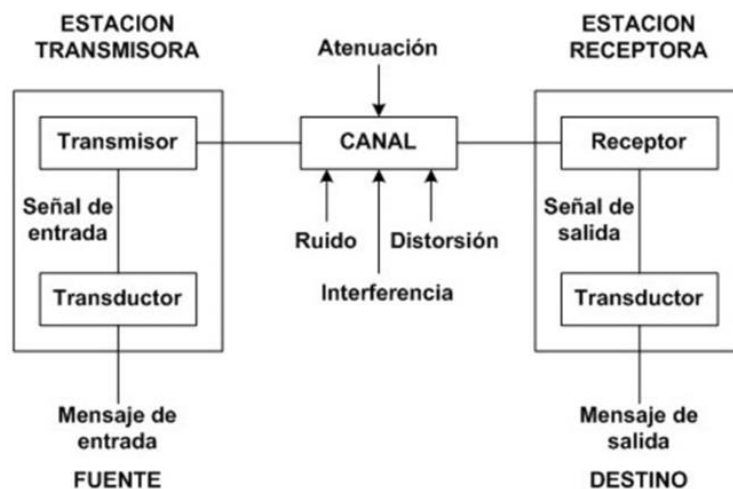 ESTACION
TRANSMISORA
Atenuación
ESTACION
RECEPTORA
Transmisor
CANAL
Receptor
Señal de
entrada
Ruido
Distorsión
Señal de
salida
Interferencia
Transductor
Transductor
Mensaje de
entrada
Mensaje de
salida
FUENTE
DESTINO